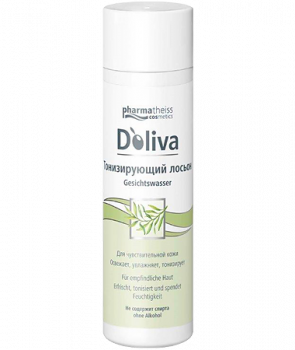 pharmatheiss
cosmetics
D'oliva
Тонизирующий лосьон
Gesichtswasser
Для чувствительной кожи
Освежает, увлажняет, тонизирует
Für empfindliche Haut
Erfrischt, tonisiert und spendet
Feuchtigkeit
Не содержит спирта
ohne Alkohol